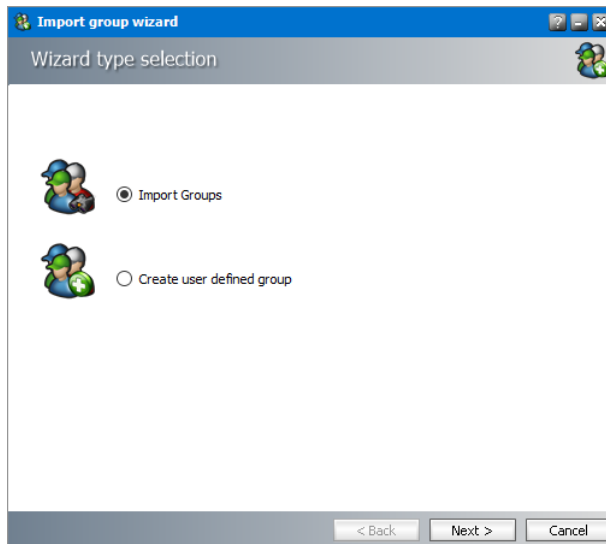 Import group wizard
Wizard type selection
Import Groups
Create user defined group
< Back Next > Cancel